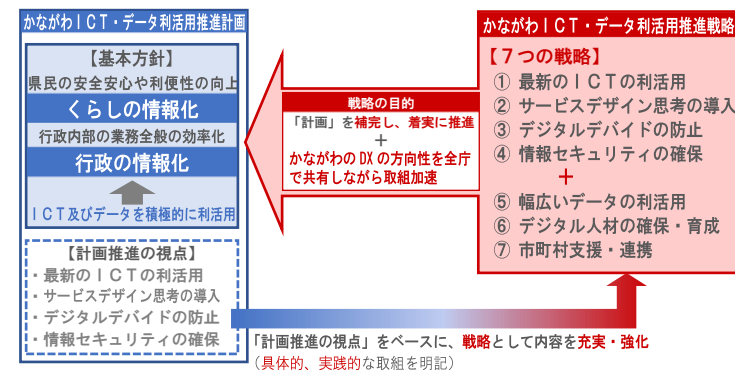 かながわICT・データ利活用推進計画
【基本方針】
県民の安全安心や利便性の向上
くらしの情報化
行政内部の業務全般の効率化
行政の情報化
ICT及びデータを積極的に利活用
【計画推進の視点】
・最新のICTの利活用
・サービスデザイン思考の導入
・デジタルデバイドの防止
・情報セキュリティの確保
戦略の目的
「計画」を補完し、着実に推進
+
かながわのDXの方向性を全庁
で共有しながら取組加速
かながわICT・データ利活用推進戦略
【7つの戦略】
① 最新のICTの利活用
② サービスデザイン思考の導入
③ デジタルデバイドの防止
④ 情報セキュリティの確保
+
⑤ 幅広いデータの利活用
⑥ デジタル人材の確保・育成
⑦ 市町村支援・連携
「計画推進の視点」をベースに、戦略として内容を充実・強化
(具体的、実践的な取組を明記)